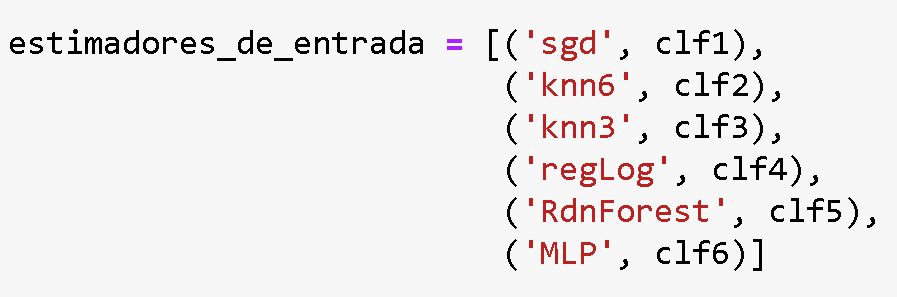 estimadores_de_entrada = [('sgd', clf1),
('knn6', clf2),
('knn3', clf3),
('regLog', clf4),
('RdnForest', clf5),
('MLP', clf6)]